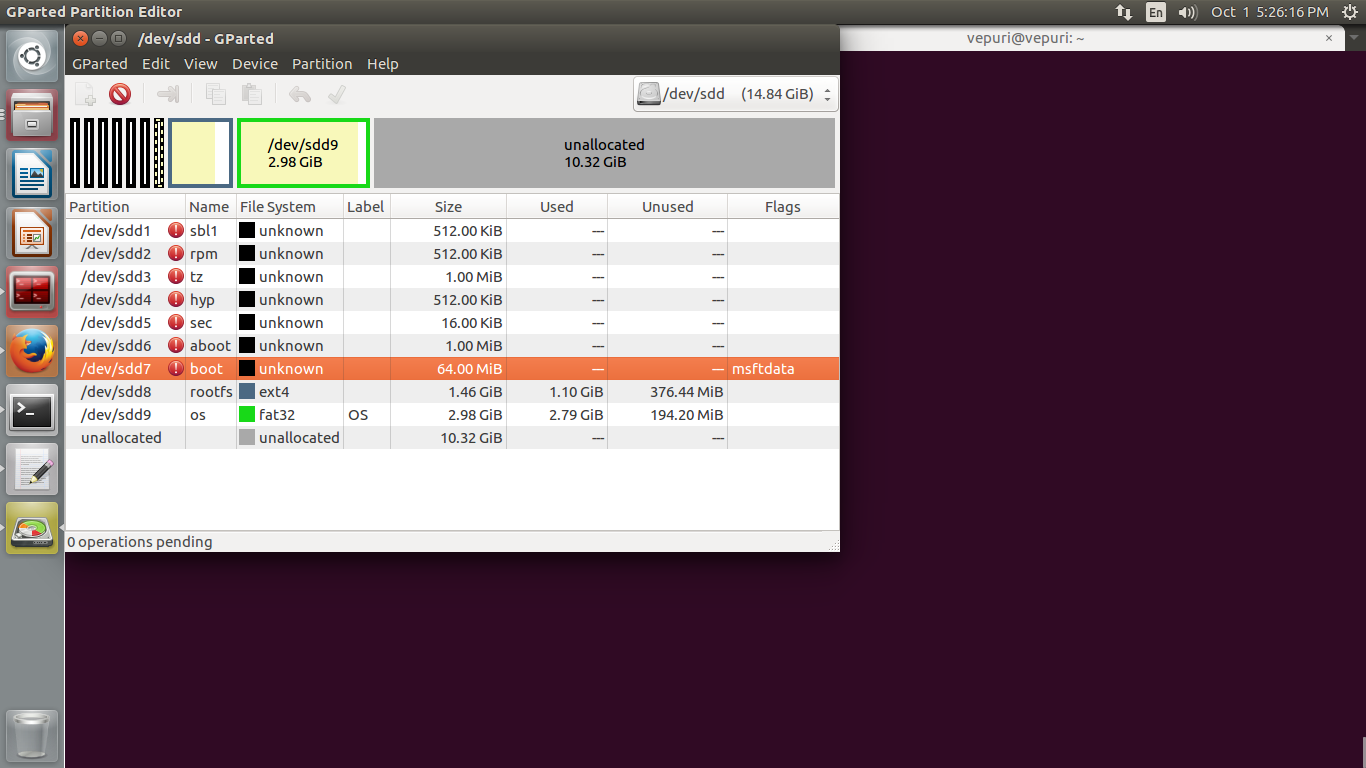 GParted Partition Editor
En
Oct 1 5:26:16 PM
/dev/sdd - GParted
vepuri@vepuri: ~
×
GParted Edit View Device Partition Help
/dev/sdd (14.84 GiB)
/dev/sdd9
2.98 GiB
unallocated
10.32 GiB
Partition Name File System Label Size Used Unused Flags
/dev/sdd1 sbl1 unknown 512.00 KiB --- ---
/dev/sdd2 rpm unknown 512.00 KiB --- ---
/dev/sdd3 tz unknown 1.00 MiB --- ---
/dev/sdd4 hyp unknown 512.00 KiB --- ---
/dev/sdd5 sec unknown 16.00 KiB --- ---
/dev/sdd6 aboot unknown 1.00 MiB --- ---
/dev/sdd7 boot unknown 64.00 MiB --- --- msftdata
/dev/sdd8 rootfs ext4 1.46 GiB 1.10 GiB 376.44 MiB
/dev/sdd9 os fat32 OS 2.98 GiB 2.79 GiB 194.20 MiB
unallocated unallocated 10.32 GiB --- ---
0 operations pending